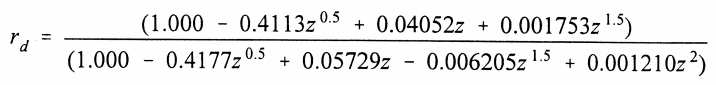 r_d = (1.000 - 0.4113z^0.5 + 0.04052z + 0.001753z^1.5)
(1.000 - 0.4177z^0.5 + 0.05729z - 0.006205z^1.5 + 0.001210z^2)